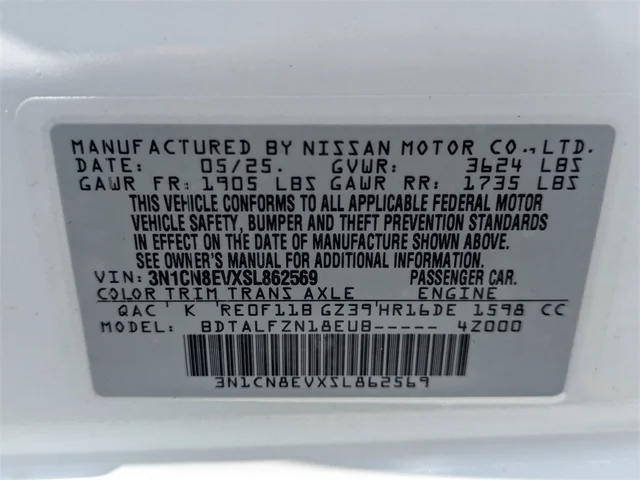 MANUFACTURED BY NISSAN MOTOR CO., LTD.
DATE: 05/25. GVWR: 3624 LBS
GAWR FR: 1905 LBS GAWR RR: 1735 LBS
THIS VEHICLE CONFORMS TO ALL APPLICABLE FEDERAL MOTOR
VEHICLE SAFETY, BUMPER AND THEFT PREVENTION STANDARDS
IN EFFECT ON THE DATE OF MANUFACTURE SHOWN ABOVE.
SEE OWNER'S MANUAL FOR ADDITIONAL INFORMATION.
VIN: 3N1CN8EVXSL862569 PASSENGER CAR.
COLOR TRIM TRANS AXLE ENGINE
QAC K RE0F11B GZ39 HR16DE 1598 CC
MODEL: BDTALFZN18EUB----- 4Z000
3N1CN8EVXSL862569